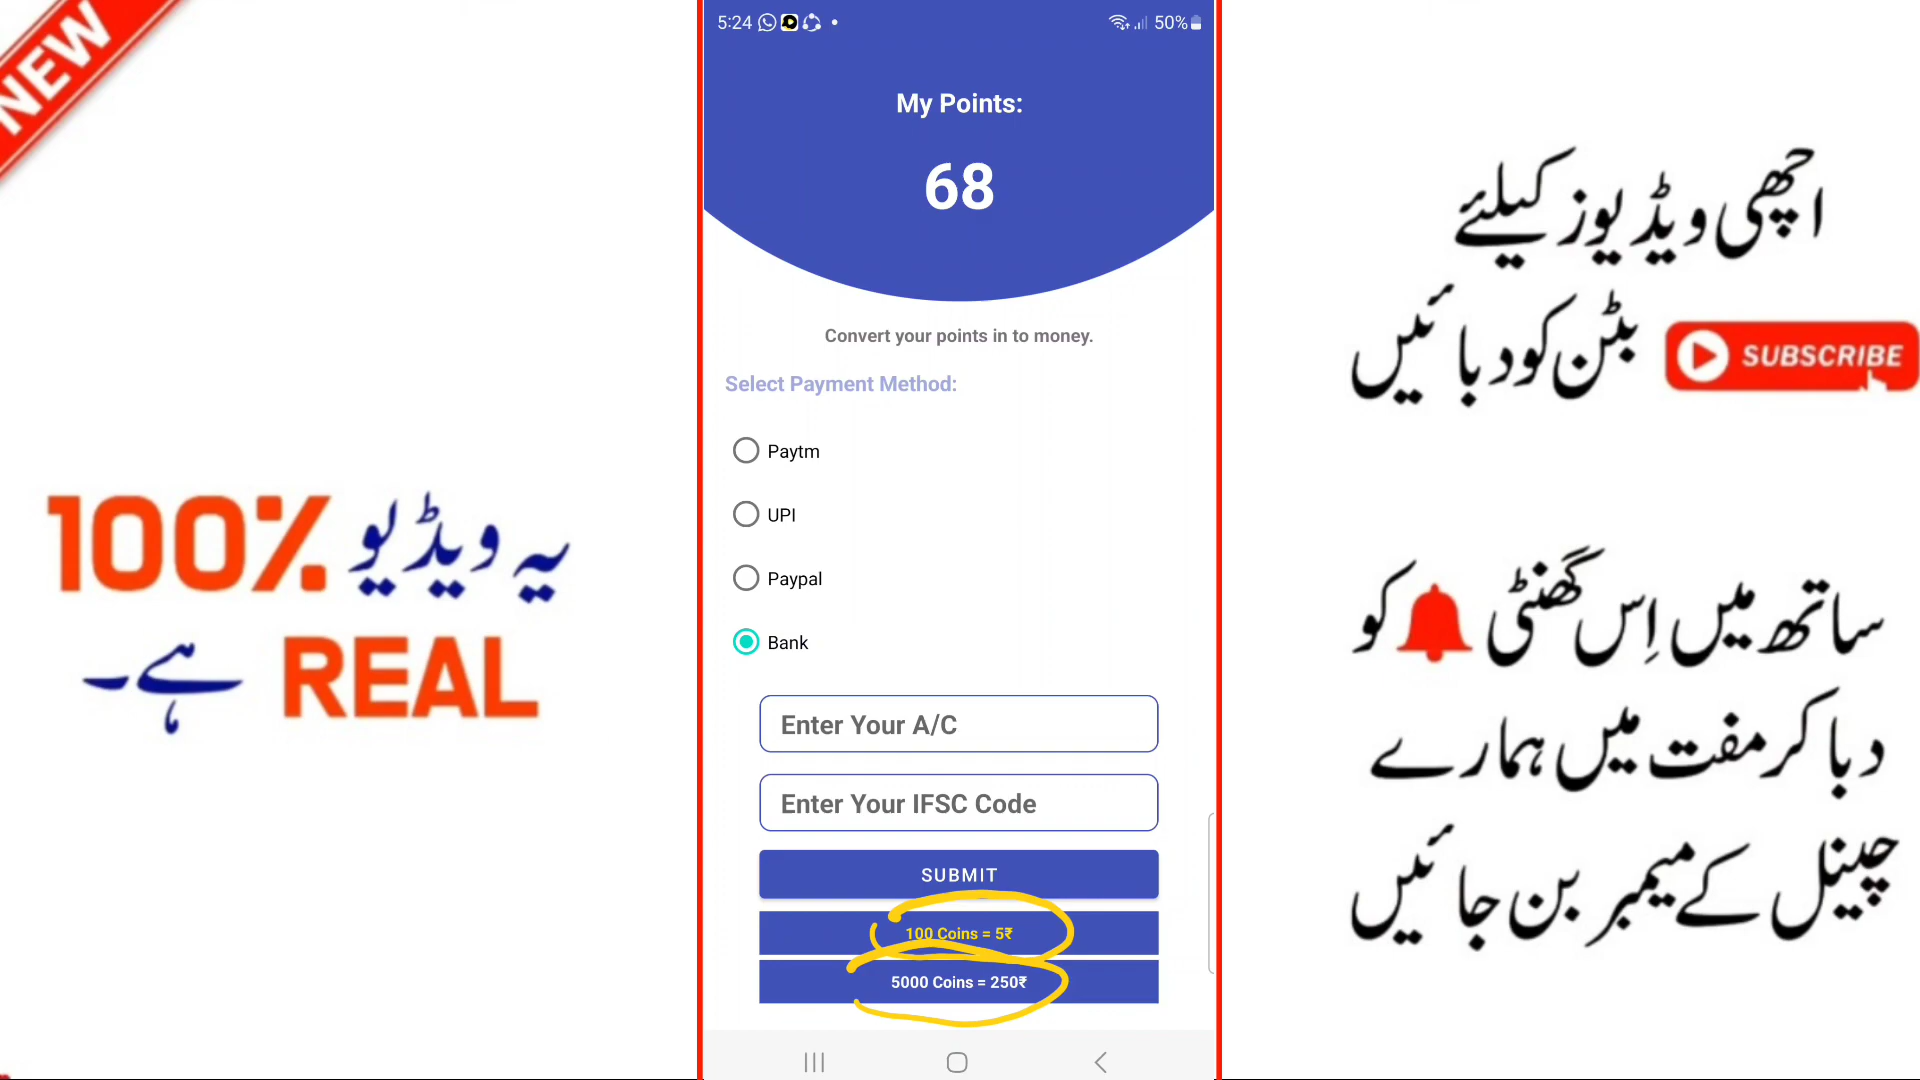 NEW
5:24
50%
My Points:
68
Convert your points in to money.
Select Payment Method:
Paytm
UPI
Paypal
Bank
Enter Your A/C
Enter Your IFSC Code
SUBMIT
100 Coins = 5₹
5000 Coins = 250₹
یہ ویڈیو 100%
REAL ہے۔
اچھی ویڈیوز کیلئے
SUBSCRIBE بٹن کو دبائیں
ساتھ میں اِس گھنٹی کو
دبا کر مفت میں ہمارے
چینل کے میمبر بن جائیں